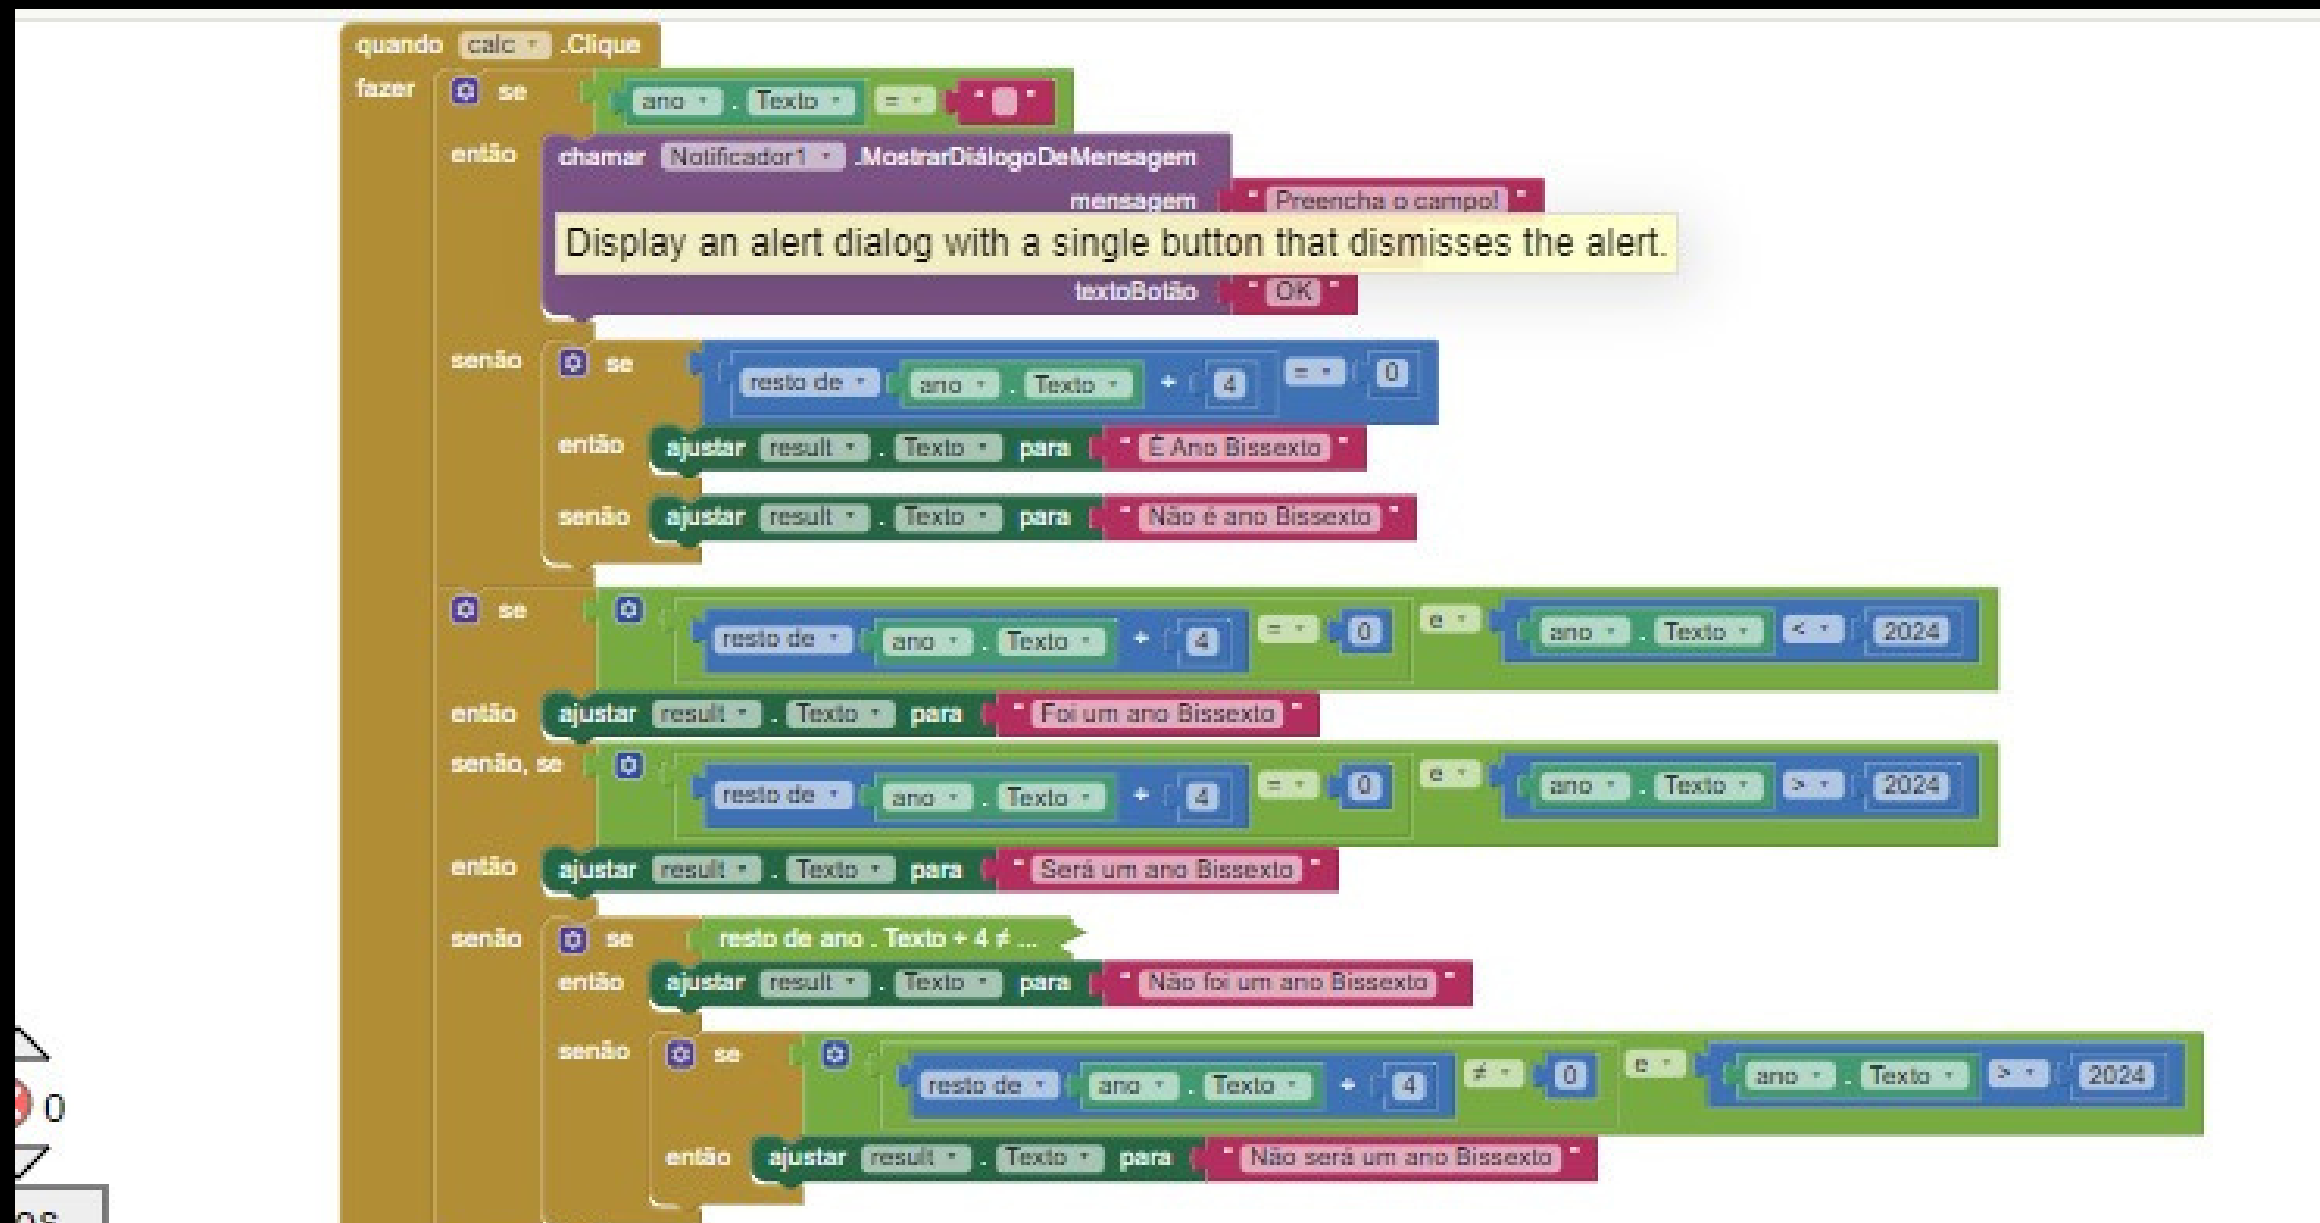 quando calc .Clique
fazer se ano . Texto = " "
então chamar Notificador1 .MostrarDiálogoDeMensagem
mensagem " Preencha o campo! "
Display an alert dialog with a single button that dismisses the alert.
textoBotão " OK "
senão se resto de ano . Texto ÷ 4 = 0
então ajustar result . Texto para " É Ano Bissexto "
senão ajustar result . Texto para " Não é ano Bissexto "
se resto de ano . Texto ÷ 4 = 0 e ano . Texto < 2024
então ajustar result . Texto para " Foi um ano Bissexto "
senão, se resto de ano . Texto ÷ 4 = 0 e ano . Texto > 2024
então ajustar result . Texto para " Será um ano Bissexto "
senão se resto de ano . Texto ÷ 4 ≠ ...
então ajustar result . Texto para " Não foi um ano Bissexto "
senão se resto de ano . Texto ÷ 4 ≠ 0 e ano . Texto > 2024
então ajustar result . Texto para " Não será um ano Bissexto "
0